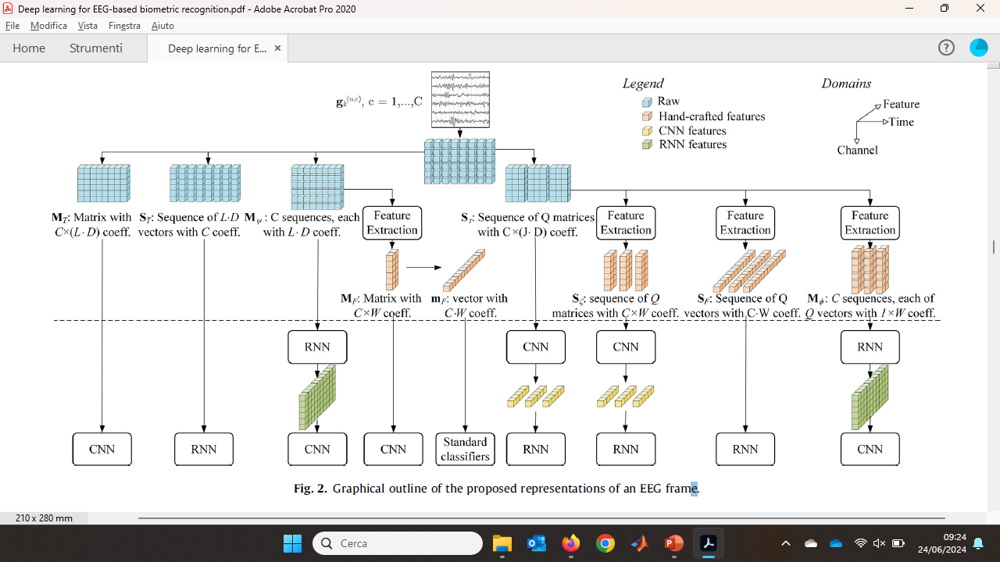 Deep learning for EEG-based biometric recognition.pdf - Adobe Acrobat Pro 2020
File Modifica Vista Finestra Aiuto
Home Strumenti Deep learning for E... ×
g_k^(u,c), c = 1,...,C
Legend
Raw
Hand-crafted features
CNN features
RNN features
Domains
Feature
Time
Channel
M_T: Matrix with
C×(L·D) coeff.
S_T: Sequence of L·D
vectors with C coeff.
M_ψ: C sequences, each
with L·D coeff.
Feature
Extraction
S_τ: Sequence of Q matrices
with C×(J·D) coeff.
Feature
Extraction
Feature
Extraction
Feature
Extraction
M_F: Matrix with
C×W coeff.
m_F: vector with
C·W coeff.
S_ζ: sequence of Q
matrices with C×W coeff.
S_F: Sequence of Q
vectors with C·W coeff.
M_ϕ: C sequences, each of
Q vectors with 1×W coeff.
RNN
CNN
CNN
RNN
CNN
RNN
CNN
CNN
Standard
classifiers
RNN
RNN
RNN
CNN
Fig. 2. Graphical outline of the proposed representations of an EEG frame.
210 x 280 mm
Cerca
09:24
24/06/2024